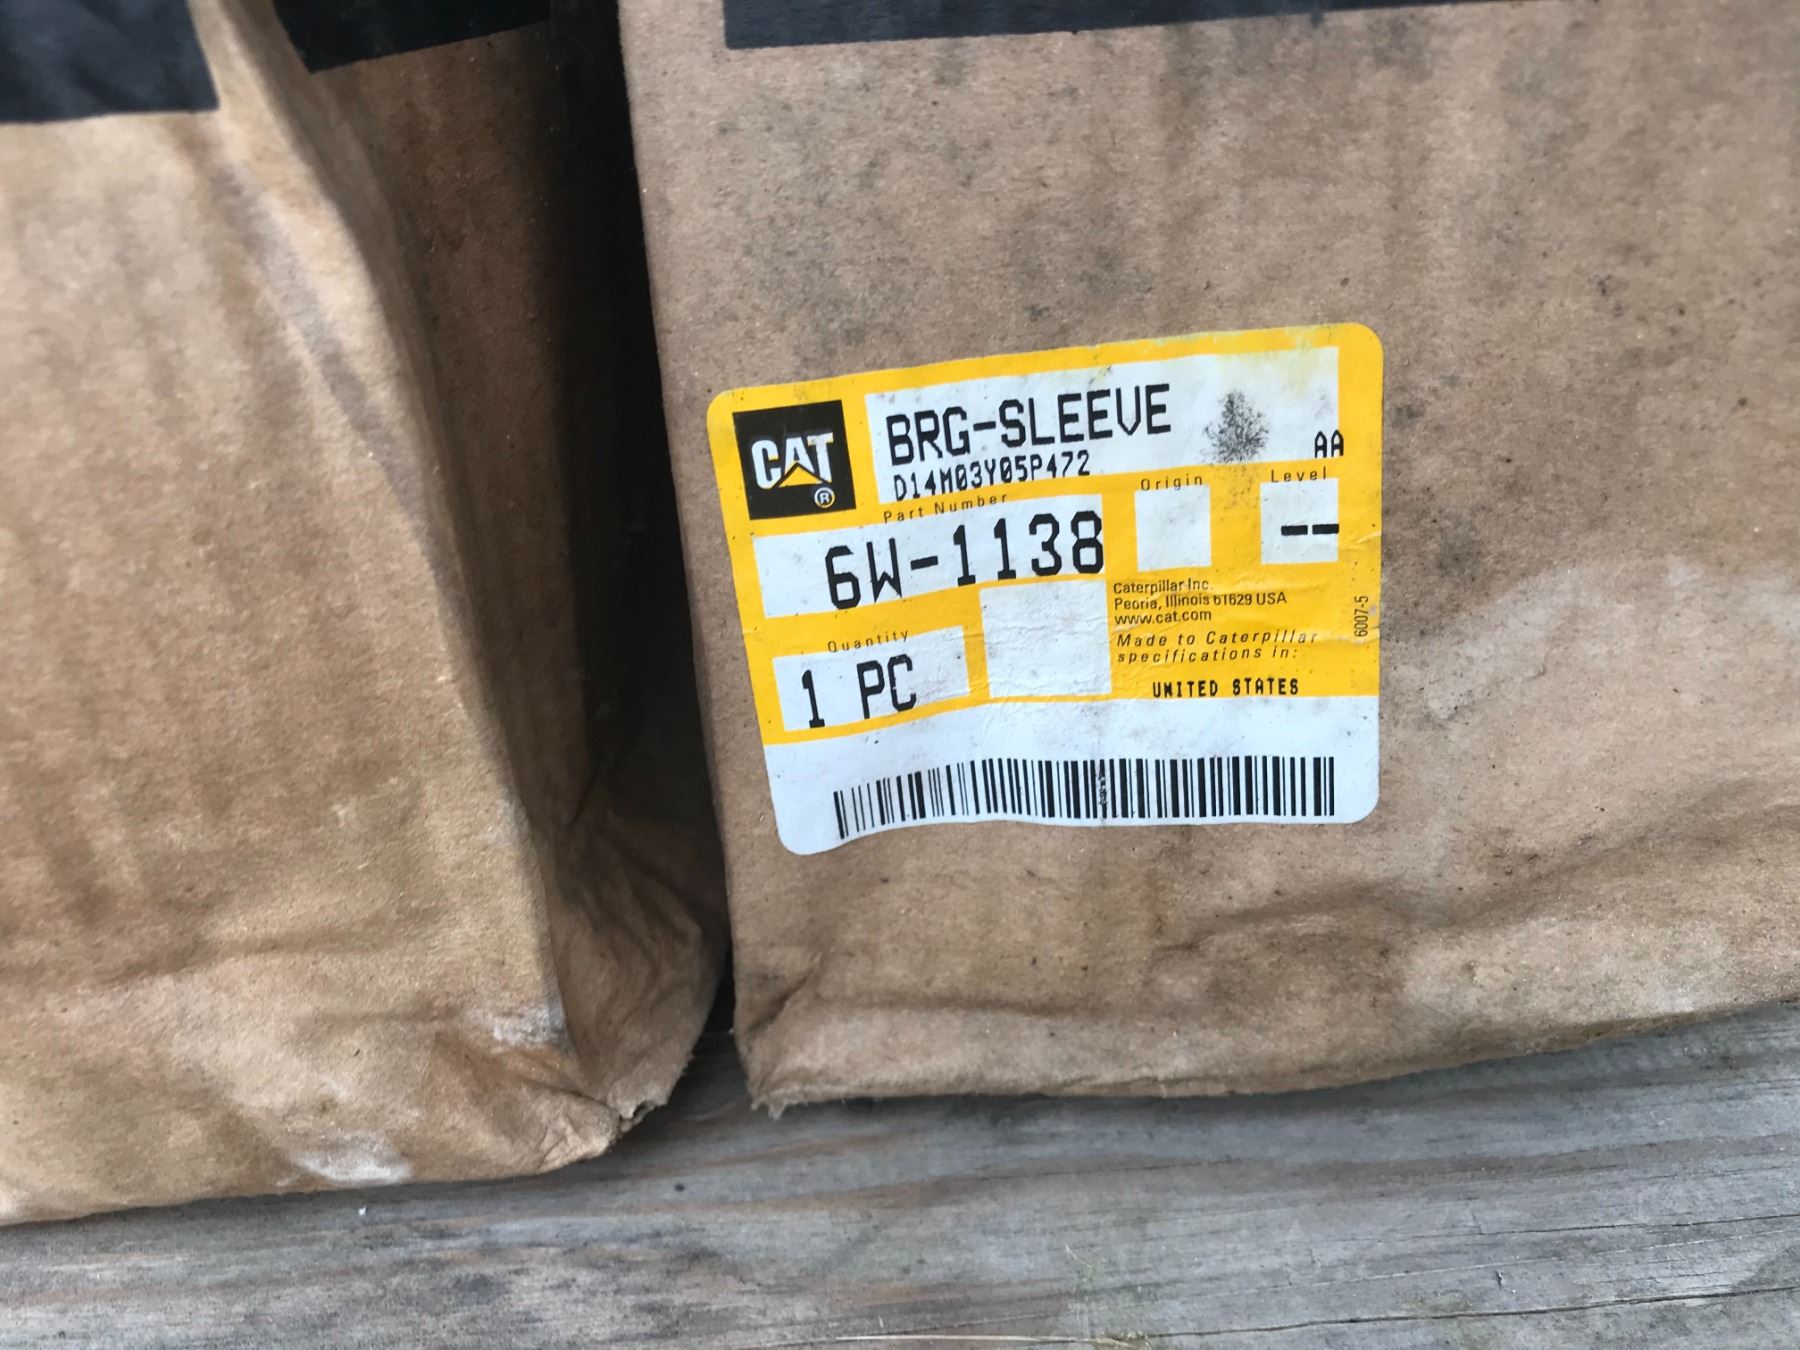 CAT ®
BRG-SLEEVE
AA
D14M03Y05P472
Part Number
Origin
Level
6W-1138
--
Caterpillar Inc.
Peoria, Illinois 61629 USA
www.cat.com
Made to Caterpillar
specifications in:
UNITED STATES
Quantity
1 PC
6007-5